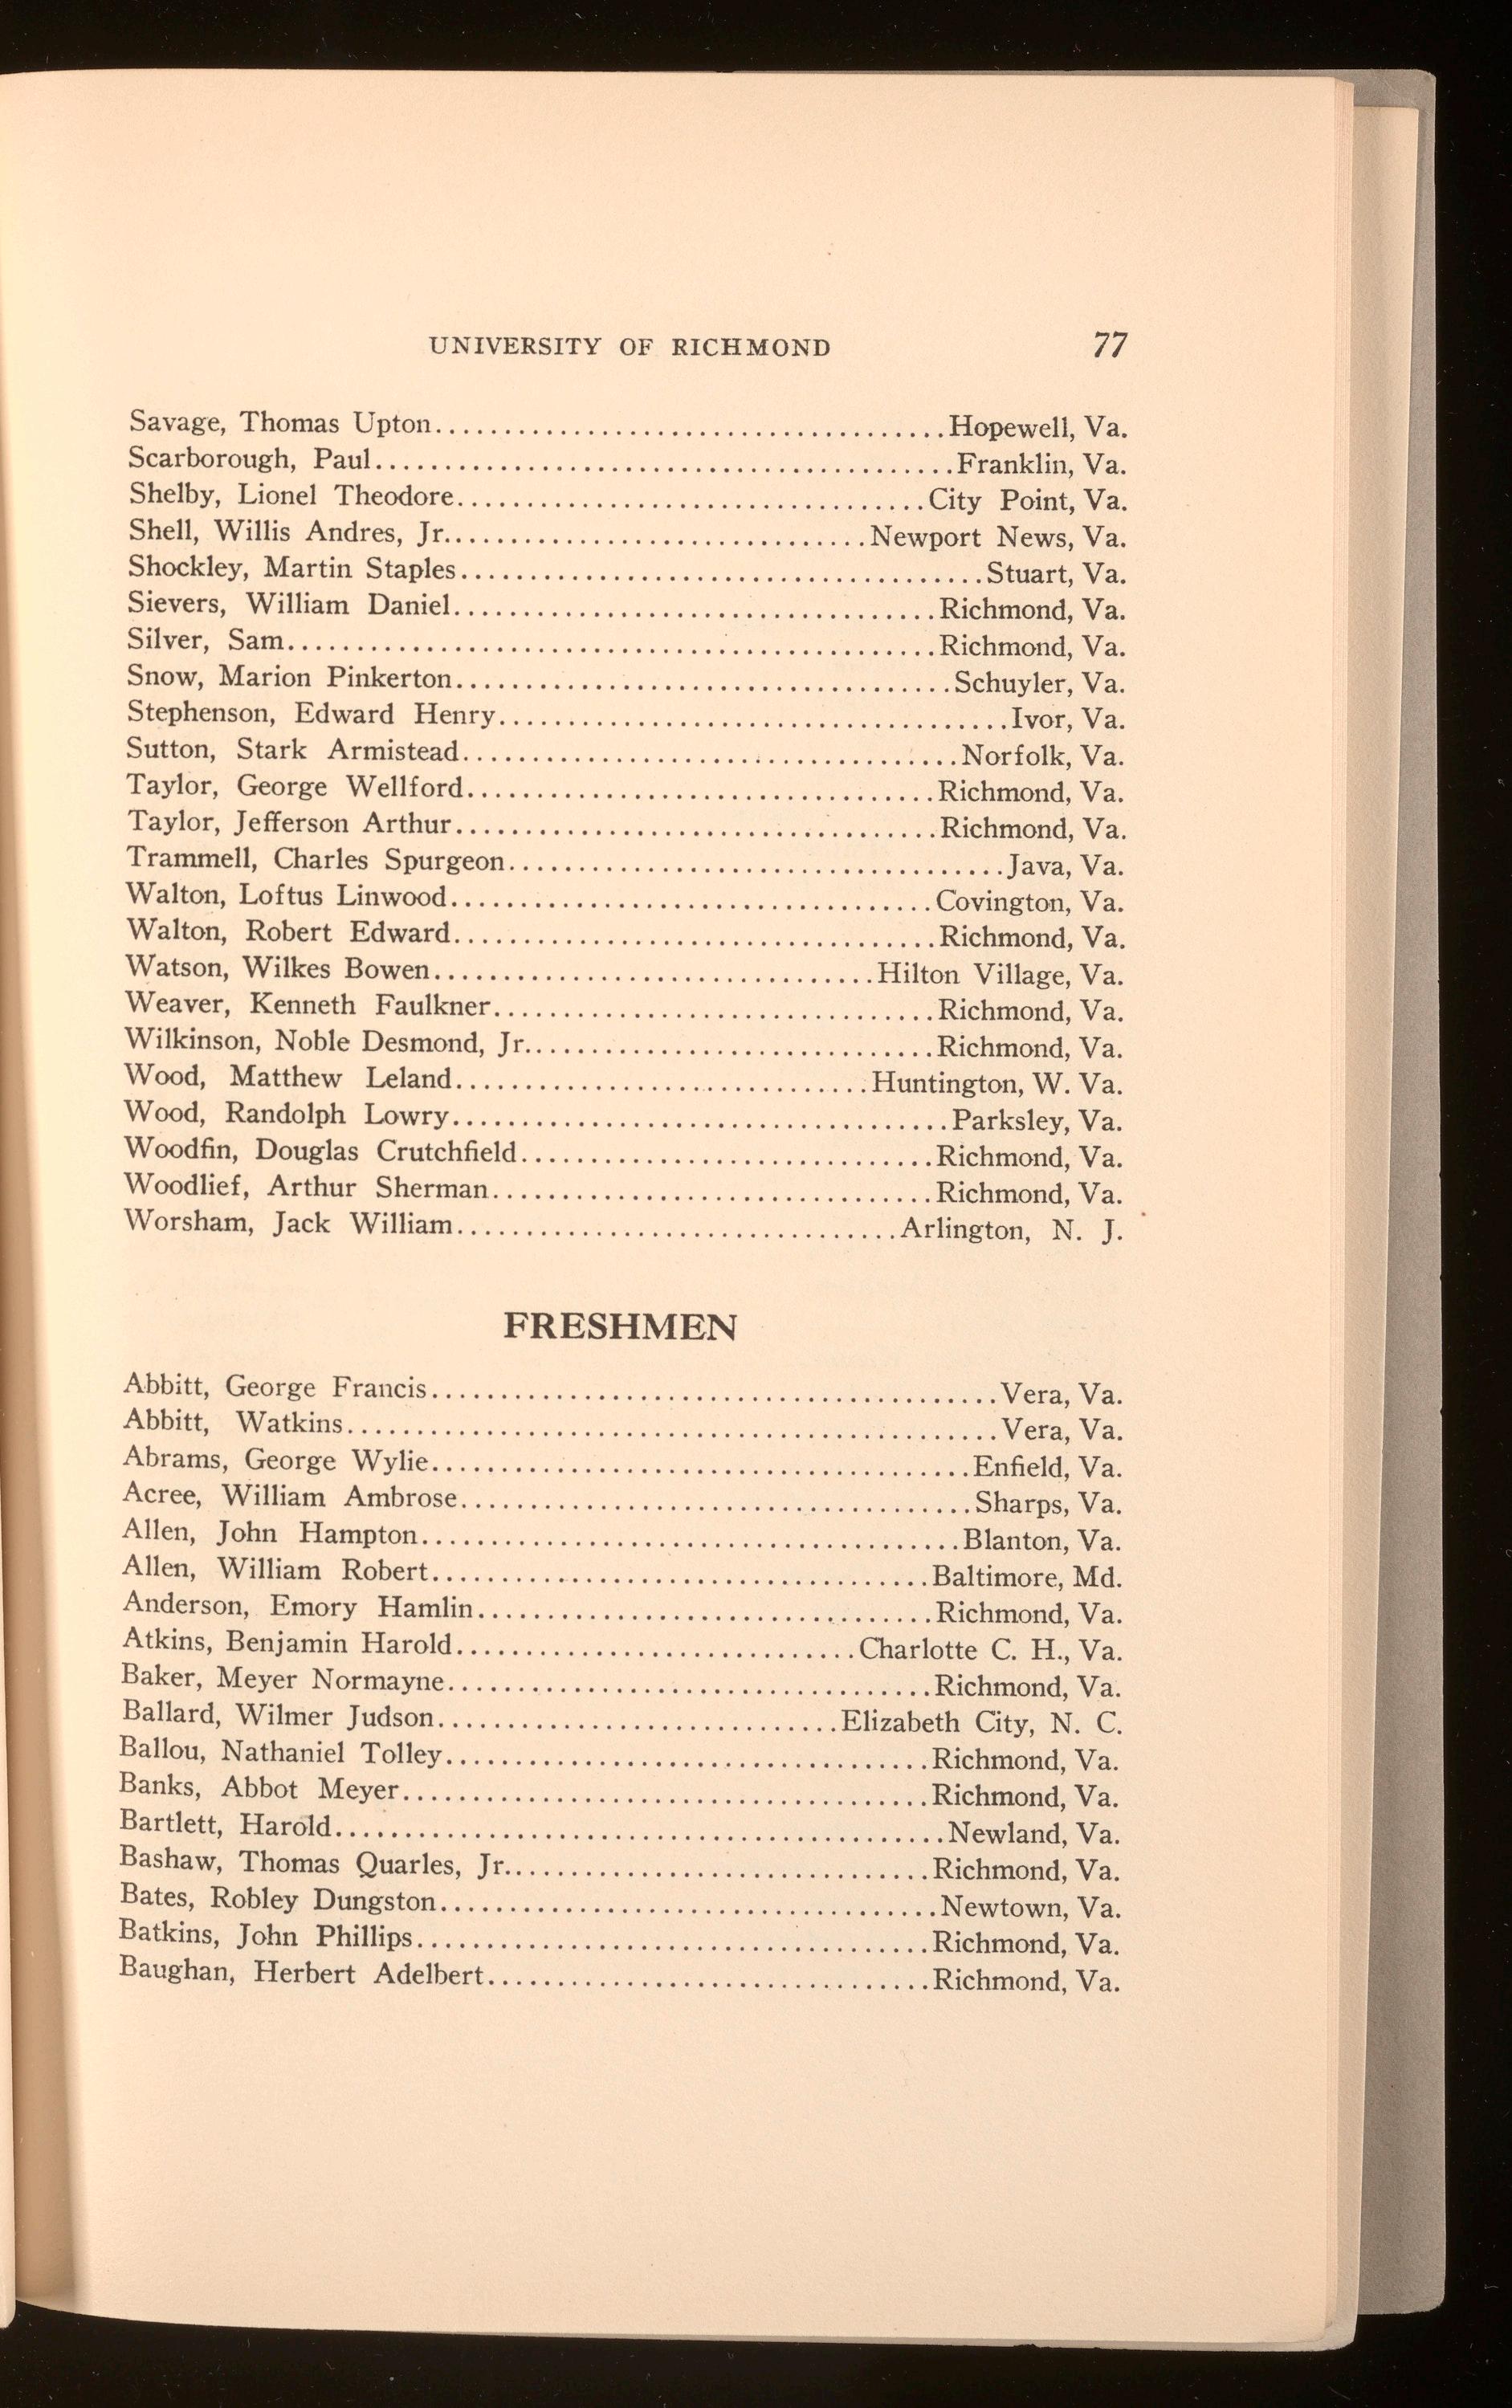 UNIVERSITY OF RICHMOND 77
Savage, Thomas Upton.....................................Hopewell, Va.
Scarborough, Paul..........................................Franklin, Va.
Shelby, Lionel Theodore..................................City Point, Va.
Shell, Willis Andres, Jr...............................Newport News, Va.
Shockley, Martin Staples......................................Stuart, Va.
Sievers, William Daniel...................................Richmond, Va.
Silver, Sam...............................................Richmond, Va.
Snow, Marion Pinkerton....................................Schuyler, Va.
Stephenson, Edward Henry.....................................Ivor, Va.
Sutton, Stark Armistead....................................Norfolk, Va.
Taylor, George Wellford..................................Richmond, Va.
Taylor, Jefferson Arthur...................................Richmond, Va.
Trammell, Charles Spurgeon....................................Java, Va.
Walton, Loftus Linwood...................................Covington, Va.
Walton, Robert Edward...................................Richmond, Va.
Watson, Wilkes Bowen................................Hilton Village, Va.
Weaver, Kenneth Faulkner................................Richmond, Va.
Wilkinson, Noble Desmond, Jr..............................Richmond, Va.
Wood, Matthew Leland..............................Huntington, W. Va.
Wood, Randolph Lowry....................................Parksley, Va.
Woodfin, Douglas Crutchfield..............................Richmond, Va.
Woodlief, Arthur Sherman................................Richmond, Va.
Worsham, Jack William................................Arlington, N. J.
FRESHMEN
Abbitt, George Francis.........................................Vera, Va.
Abbitt, Watkins...............................................Vera, Va.
Abrams, George Wylie.......................................Enfield, Va.
Acree, William Ambrose.....................................Sharps, Va.
Allen, John Hampton.......................................Blanton, Va.
Allen, William Robert....................................Baltimore, Md.
Anderson, Emory Hamlin.................................Richmond, Va.
Atkins, Benjamin Harold.............................Charlotte C. H., Va.
Baker, Meyer Normayne...................................Richmond, Va.
Ballard, Wilmer Judson.............................Elizabeth City, N. C.
Ballou, Nathaniel Tolley...................................Richmond, Va.
Banks, Abbot Meyer......................................Richmond, Va.
Bartlett, Harold............................................Newland, Va.
Bashaw, Thomas Quarles, Jr...............................Richmond, Va.
Bates, Robley Dungston....................................Newtown, Va.
Batkins, John Phillips.....................................Richmond, Va.
Baughan, Herbert Adelbert................................Richmond, Va.